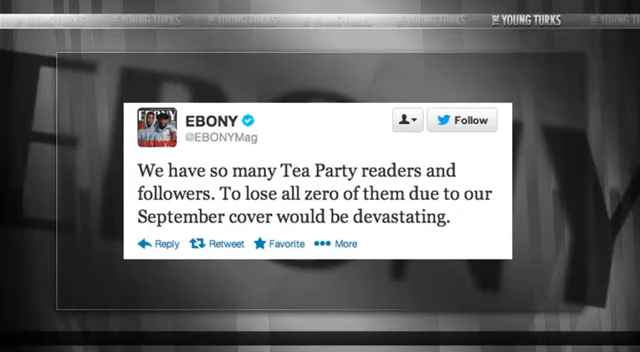 THE YOUNG TURKS
EBONY
EBONY
@EBONYMag
Follow
We have so many Tea Party readers and
followers. To lose all zero of them due to our
September cover would be devastating.
Reply Retweet Favorite More